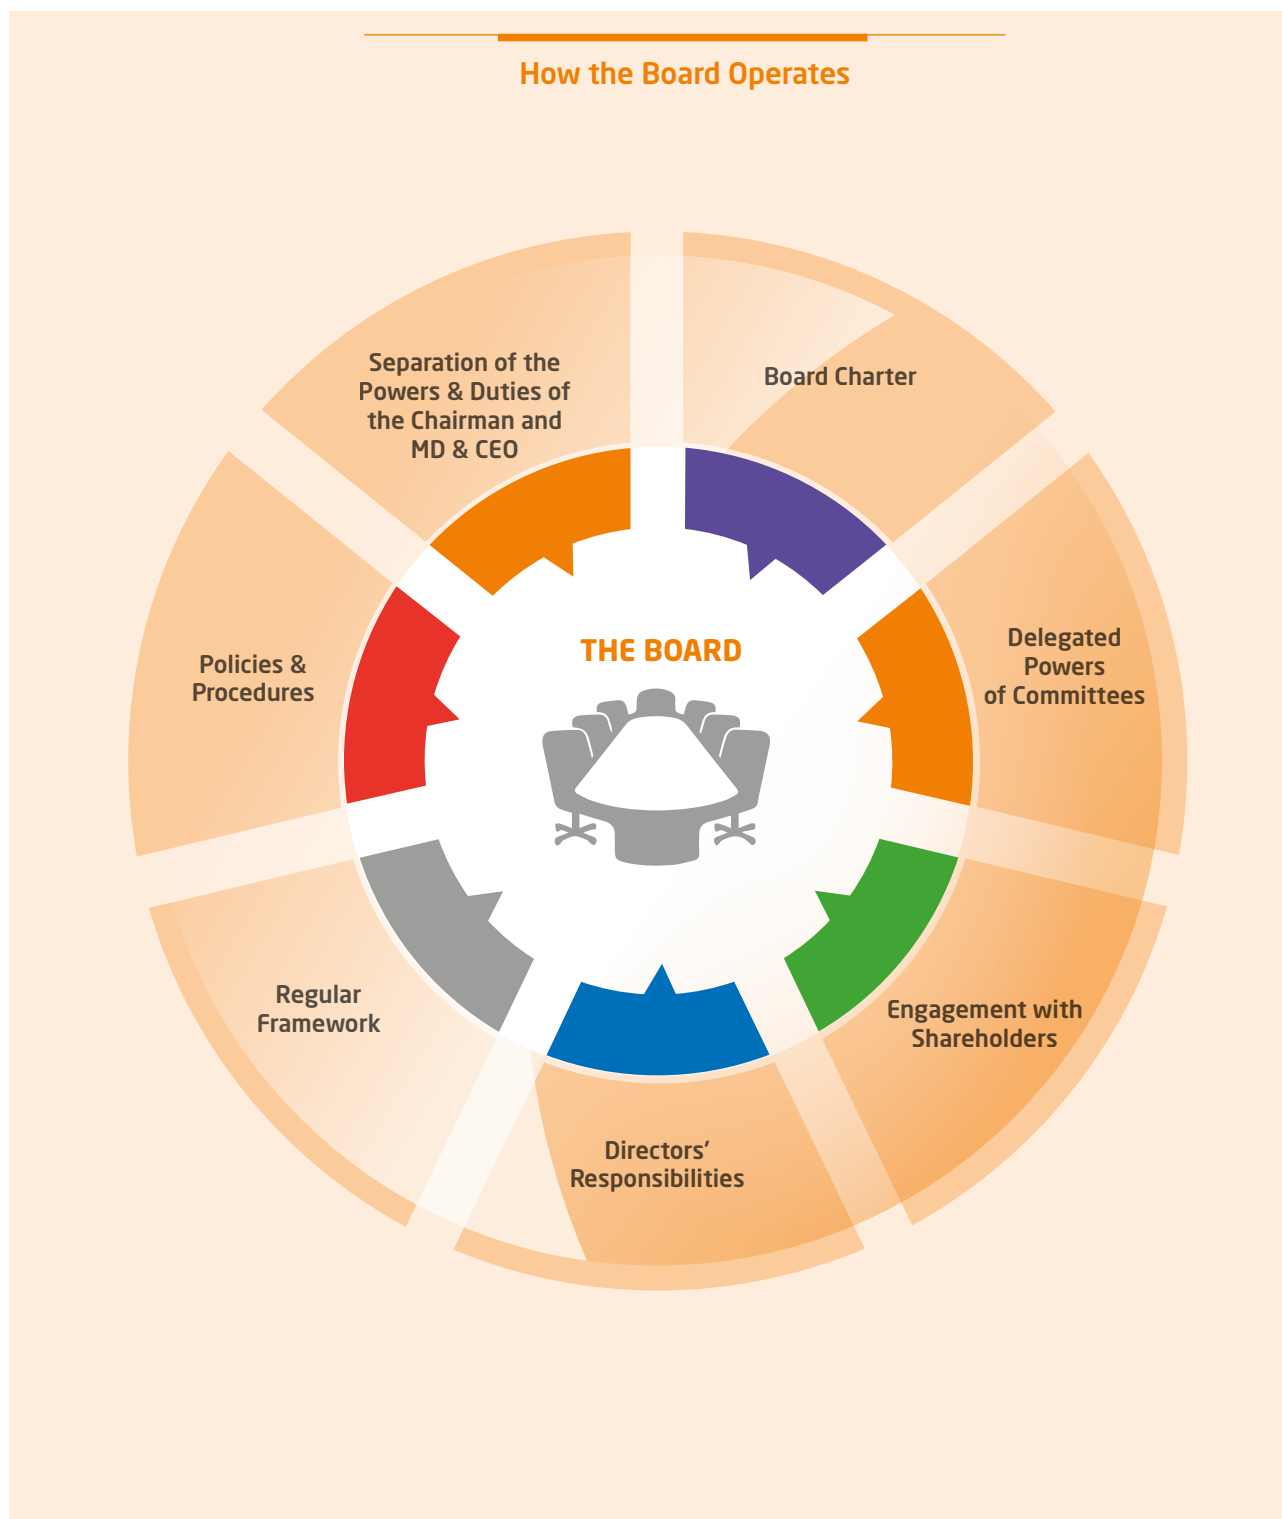 How the Board Operates
Separation of the
Powers & Duties of
the Chairman and
MD & CEO
Board Charter
Delegated
Powers
of Committees
Engagement with
Shareholders
Directors’
Responsibilities
Regular
Framework
Policies &
Procedures
THE BOARD